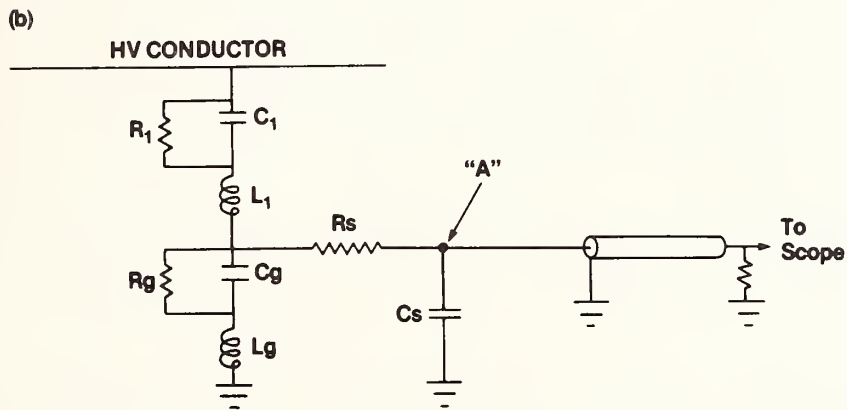 (b)
HV CONDUCTOR
R1
C1
L1
"A"
Rs
To
Scope
Rg
Cg
Cs
Lg